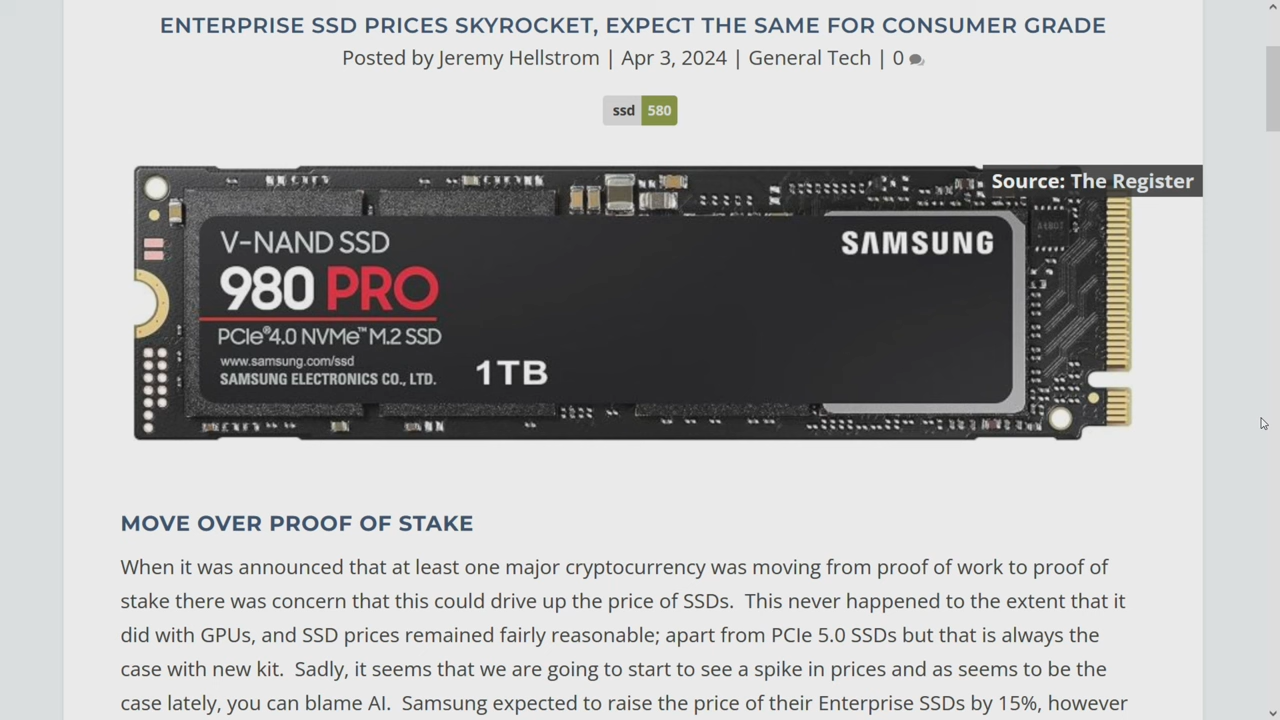 ENTERPRISE SSD PRICES SKYROCKET, EXPECT THE SAME FOR CONSUMER GRADE
Posted by Jeremy Hellstrom | Apr 3, 2024 | General Tech | 0
ssd 580
Source: The Register
V-NAND SSD
SAMSUNG
980 PRO
PCIe®4.0 NVMe™ M.2 SSD
www.samsung.com/ssd
SAMSUNG ELECTRONICS CO., LTD.
1TB
MOVE OVER PROOF OF STAKE
When it was announced that at least one major cryptocurrency was moving from proof of work to proof of
stake there was concern that this could drive up the price of SSDs.  This never happened to the extent that it
did with GPUs, and SSD prices remained fairly reasonable; apart from PCIe 5.0 SSDs but that is always the
case with new kit.  Sadly, it seems that we are going to start to see a spike in prices and as seems to be the
case lately, you can blame AI.  Samsung expected to raise the price of their Enterprise SSDs by 15%, however